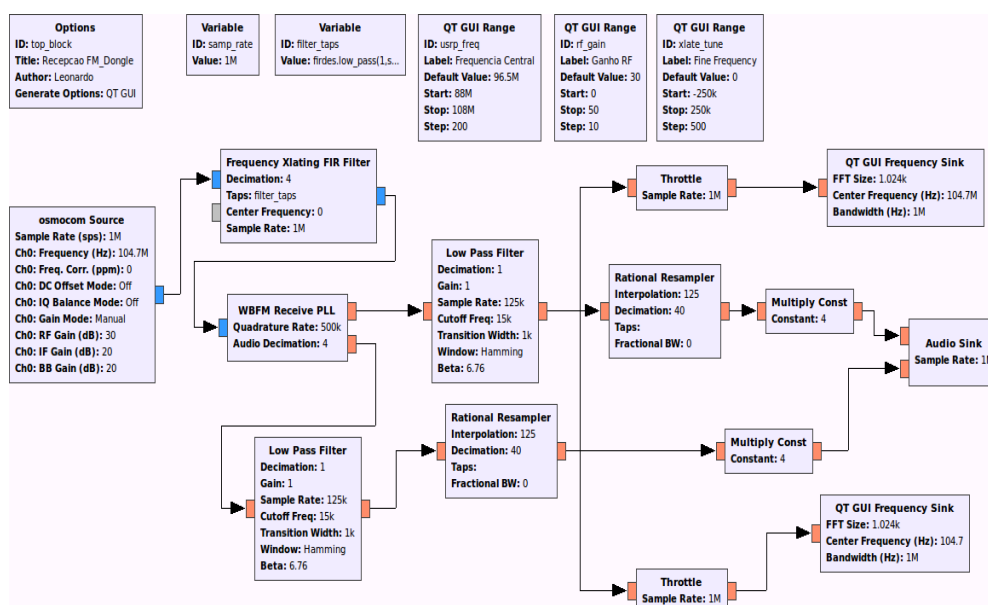 Options
ID: top_block
Title: Recepcao FM_Dongle
Author: Leonardo
Generate Options: QT GUI
Variable
ID: samp_rate
Value: 1M
Variable
ID: filter_taps
Value: firdes.low_pass(1,s...
QT GUI Range
ID: usrp_freq
Label: Frequencia Central
Default Value: 96.5M
Start: 88M
Stop: 108M
Step: 200
QT GUI Range
ID: rf_gain
Label: Ganho RF
Default Value: 30
Start: 0
Stop: 50
Step: 10
QT GUI Range
ID: xlate_tune
Label: Fine Frequency
Default Value: 0
Start: -250k
Stop: 250k
Step: 500
osmocom Source
Sample Rate (sps): 1M
Ch0: Frequency (Hz): 104.7M
Ch0: Freq. Corr. (ppm): 0
Ch0: DC Offset Mode: Off
Ch0: IQ Balance Mode: Off
Ch0: Gain Mode: Manual
Ch0: RF Gain (dB): 30
Ch0: IF Gain (dB): 20
Ch0: BB Gain (dB): 20
Frequency Xlating FIR Filter
Decimation: 4
Taps: filter_taps
Center Frequency: 0
Sample Rate: 1M
WBFM Receive PLL
Quadrature Rate: 500k
Audio Decimation: 4
Low Pass Filter
Decimation: 1
Gain: 1
Sample Rate: 125k
Cutoff Freq: 15k
Transition Width: 1k
Window: Hamming
Beta: 6.76
Low Pass Filter
Decimation: 1
Gain: 1
Sample Rate: 125k
Cutoff Freq: 15k
Transition Width: 1k
Window: Hamming
Beta: 6.76
Rational Resampler
Interpolation: 125
Decimation: 40
Taps:
Fractional BW: 0
Throttle
Sample Rate: 1M
QT GUI Frequency Sink
FFT Size: 1.024k
Center Frequency (Hz): 104.7M
Bandwidth (Hz): 1M
Rational Resampler
Interpolation: 125
Decimation: 40
Taps:
Fractional BW: 0
Multiply Const
Constant: 4
Audio Sink
Sample Rate: 1M
Multiply Const
Constant: 4
QT GUI Frequency Sink
FFT Size: 1.024k
Center Frequency (Hz): 104.7
Bandwidth (Hz): 1M
Throttle
Sample Rate: 1M